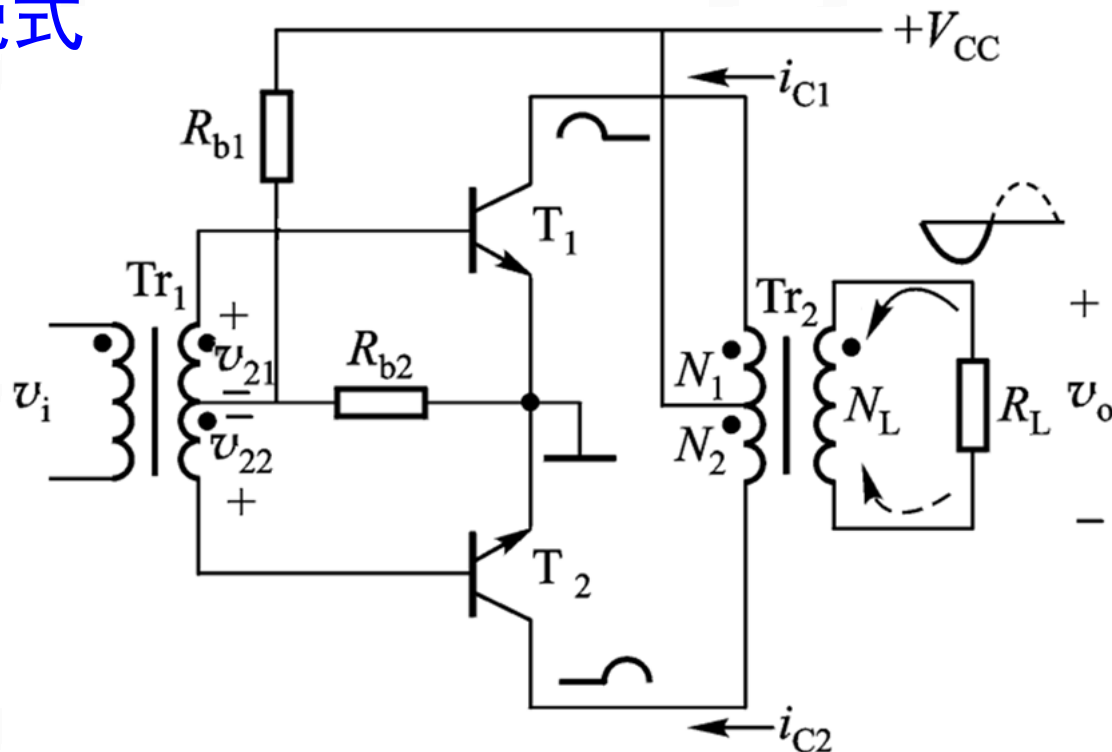 式
+V_CC
i_C1
R_b1
T_1
Tr_1
+
v_21
−
−
v_22
+
v_i
R_b2
Tr_2
N_1
N_2
N_L
R_L
+
v_o
−
T_2
i_C2